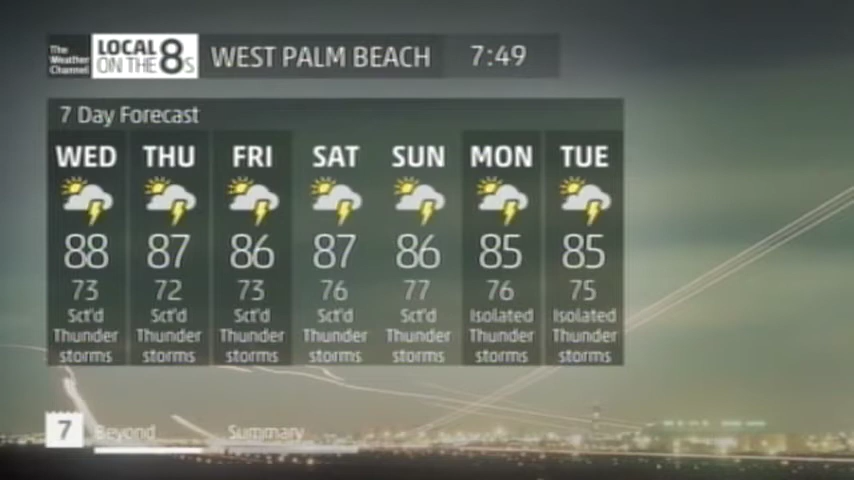 The Weather Channel
LOCAL ON THE 8s
WEST PALM BEACH
7:49
7 Day Forecast
WED THU FRI SAT SUN MON TUE
88 87 86 87 86 85 85
73 72 73 76 77 76 75
Sct'd Sct'd Sct'd Sct'd Sct'd Isolated Isolated
Thunder Thunder Thunder Thunder Thunder Thunder Thunder
storms storms storms storms storms storms storms
7 Beyond Summary